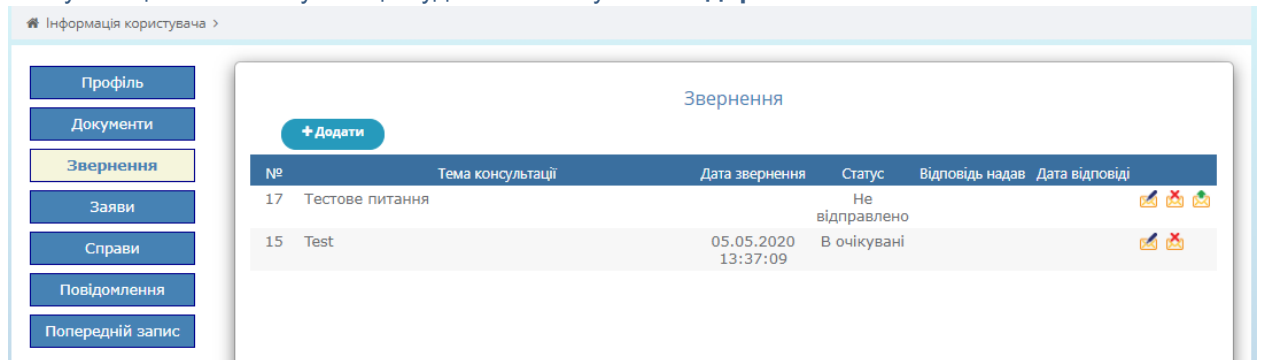 Інформація користувача >
Профіль
Документи
Звернення
Заяви
Справи
Повідомлення
Попередній запис
Звернення
+Додати
№ Тема консультації Дата звернення Статус Відповідь надав Дата відповіді
17 Тестове питання Не відправлено
15 Test 05.05.2020 13:37:09 В очікувані